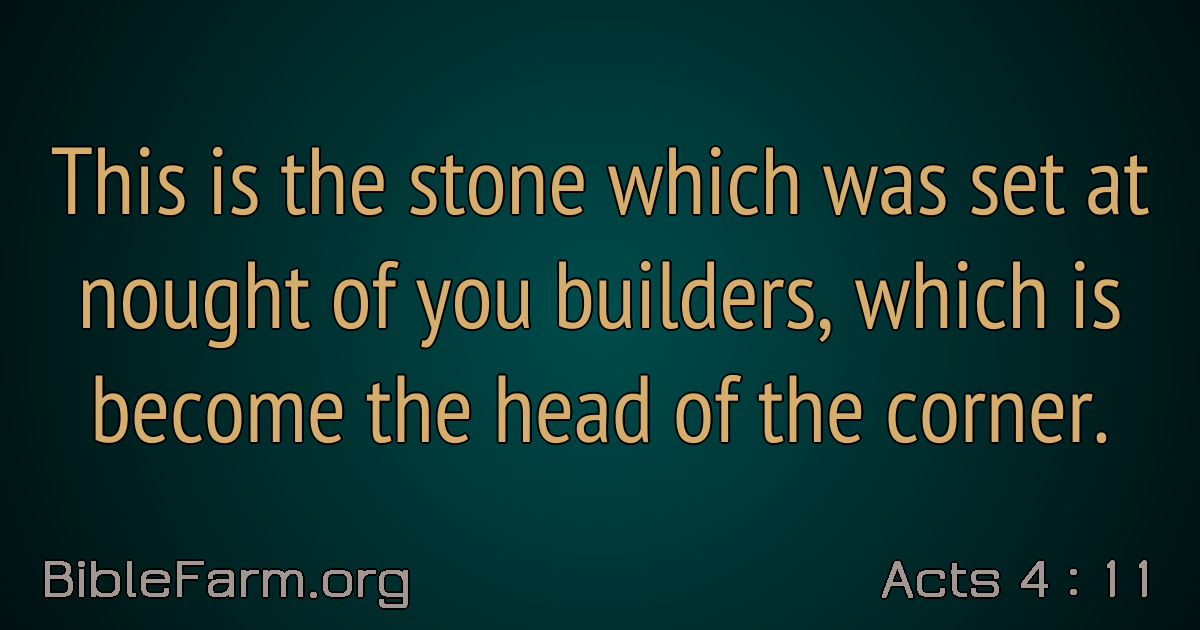 This is the stone which was set at
nought of you builders, which is
become the head of the corner.
BibleFarm.org
Acts 4 : 11